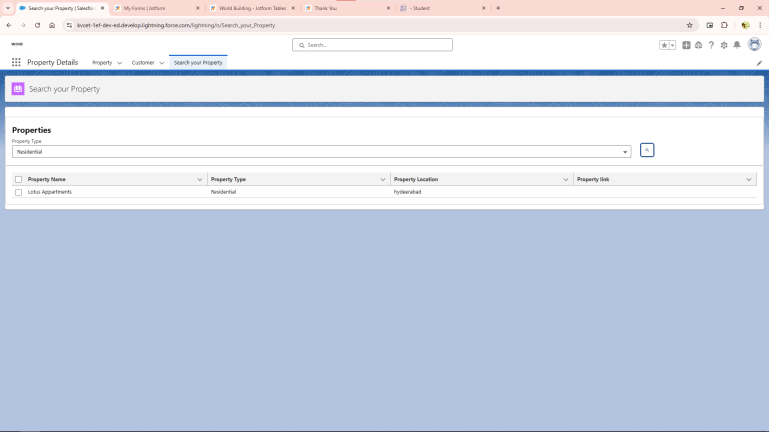 Search your Property | Salesfor
My Forms | Jotform
World Building - Jotform Tables
Thank You
- Student
kvcet-1ef-dev-ed.develop.lightning.force.com/lightning/n/Search_your_Property
Search...
Property Details
Property
Customer
Search your Property
Search your Property
Properties
Property Type
Residential
Property Name
Property Type
Property Location
Property link
Lotus Appartments
Residential
hydeerabad